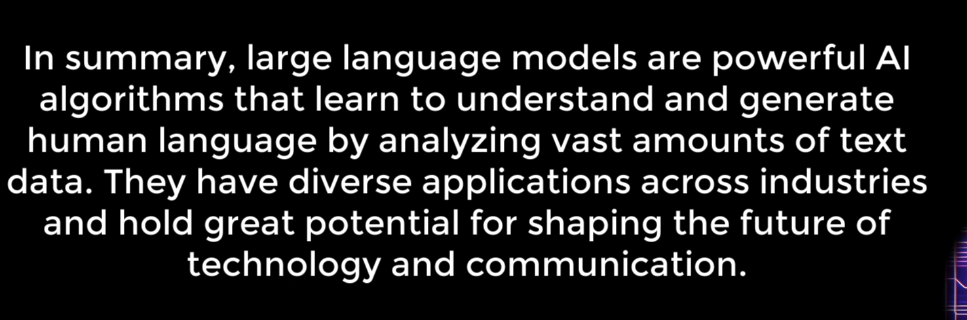 In summary, large language models are powerful AI
algorithms that learn to understand and generate
human language by analyzing vast amounts of text
data. They have diverse applications across industries
and hold great potential for shaping the future of
technology and communication.